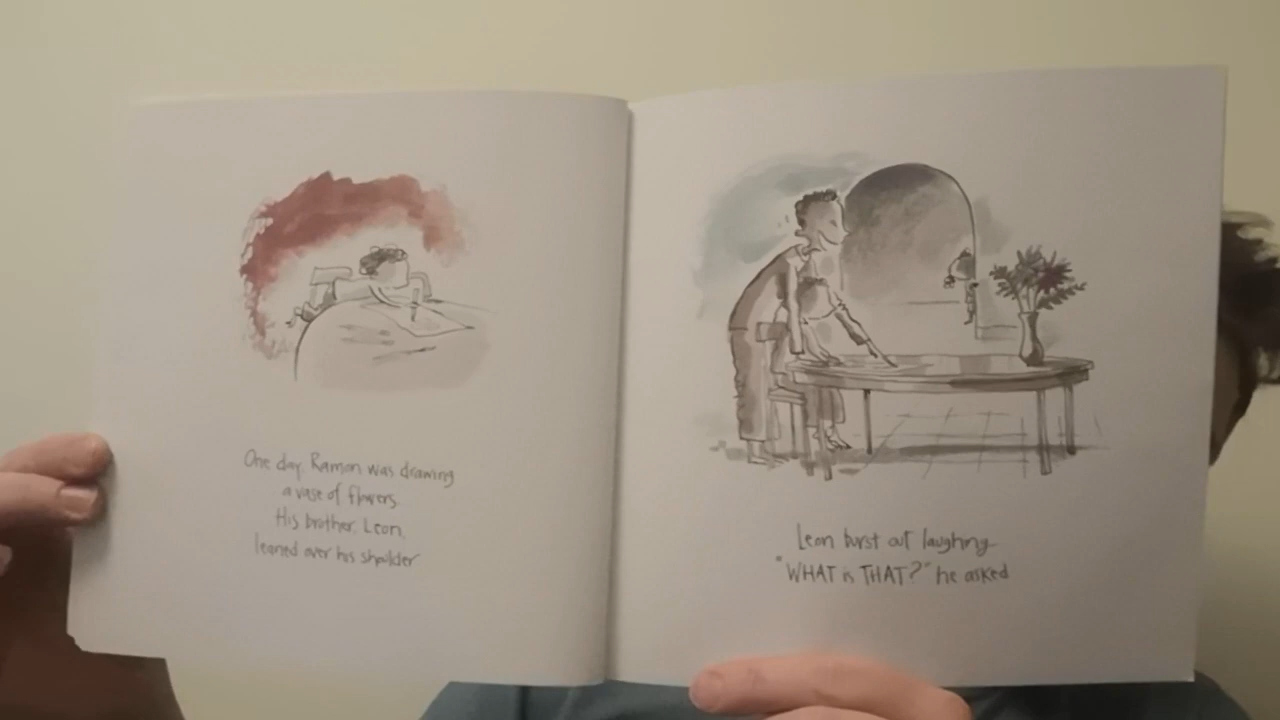 One day, Ramon was drawing
a vase of flowers.
His brother, Leon,
leaned over his shoulder.
Leon burst out laughing.
"WHAT is THAT?" he asked